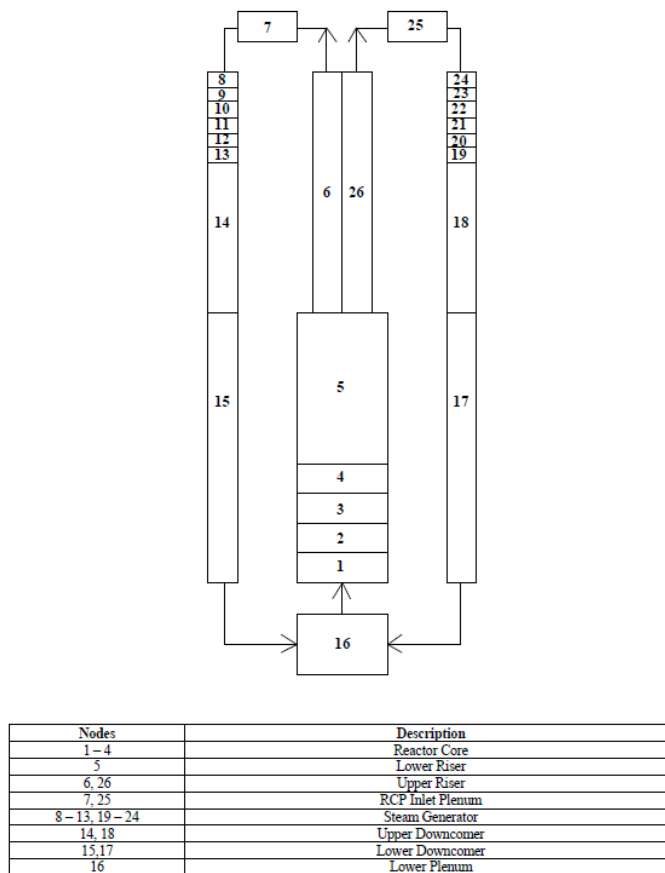 7 25
8 24
9 23
10 22
11 21
12 20
13 19
14 6 26 18
15 5 17
4
3
2
1
16
Nodes Description
1 – 4 Reactor Core
5 Lower Riser
6, 26 Upper Riser
7, 25 RCP Inlet Plenum
8 – 13, 19 – 24 Steam Generator
14, 18 Upper Downcomer
15,17 Lower Downcomer
16 Lower Plenum